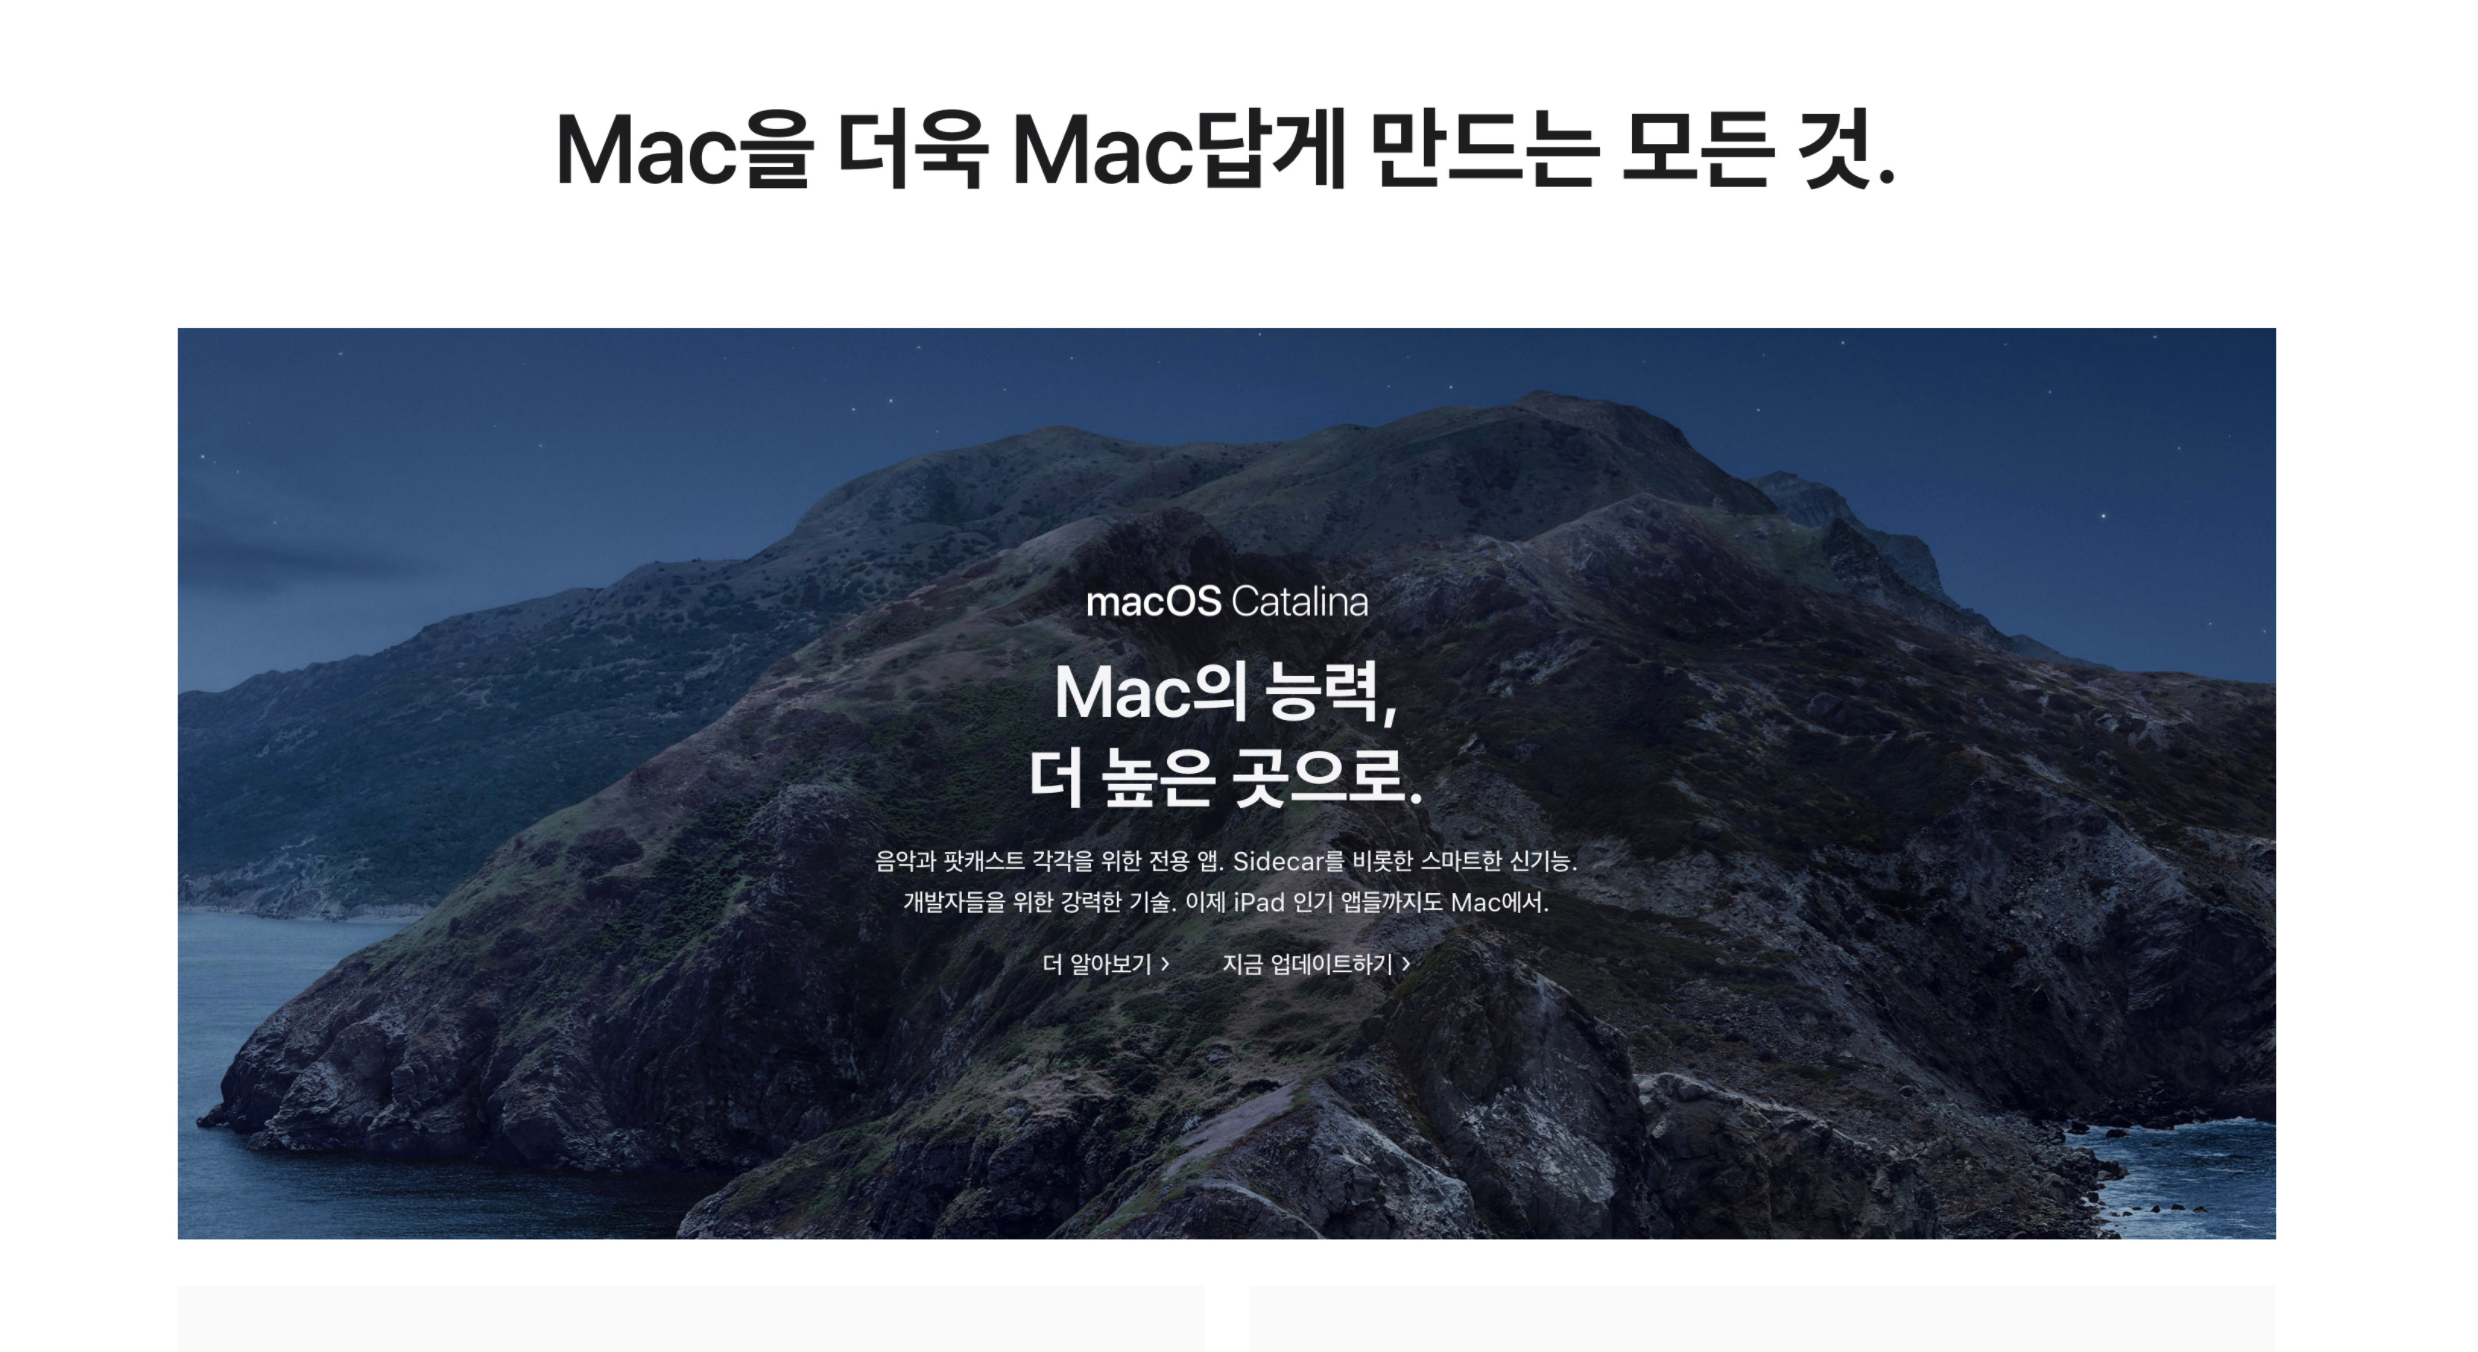 Mac을 더욱 Mac답게 만드는 모든 것.
macOS Catalina
Mac의 능력,
더 높은 곳으로.
음악과 팟캐스트 각각을 위한 전용 앱. Sidecar를 비롯한 스마트한 신기능.
개발자들을 위한 강력한 기술. 이제 iPad 인기 앱들까지도 Mac에서.
더 알아보기 > 지금 업데이트하기 >